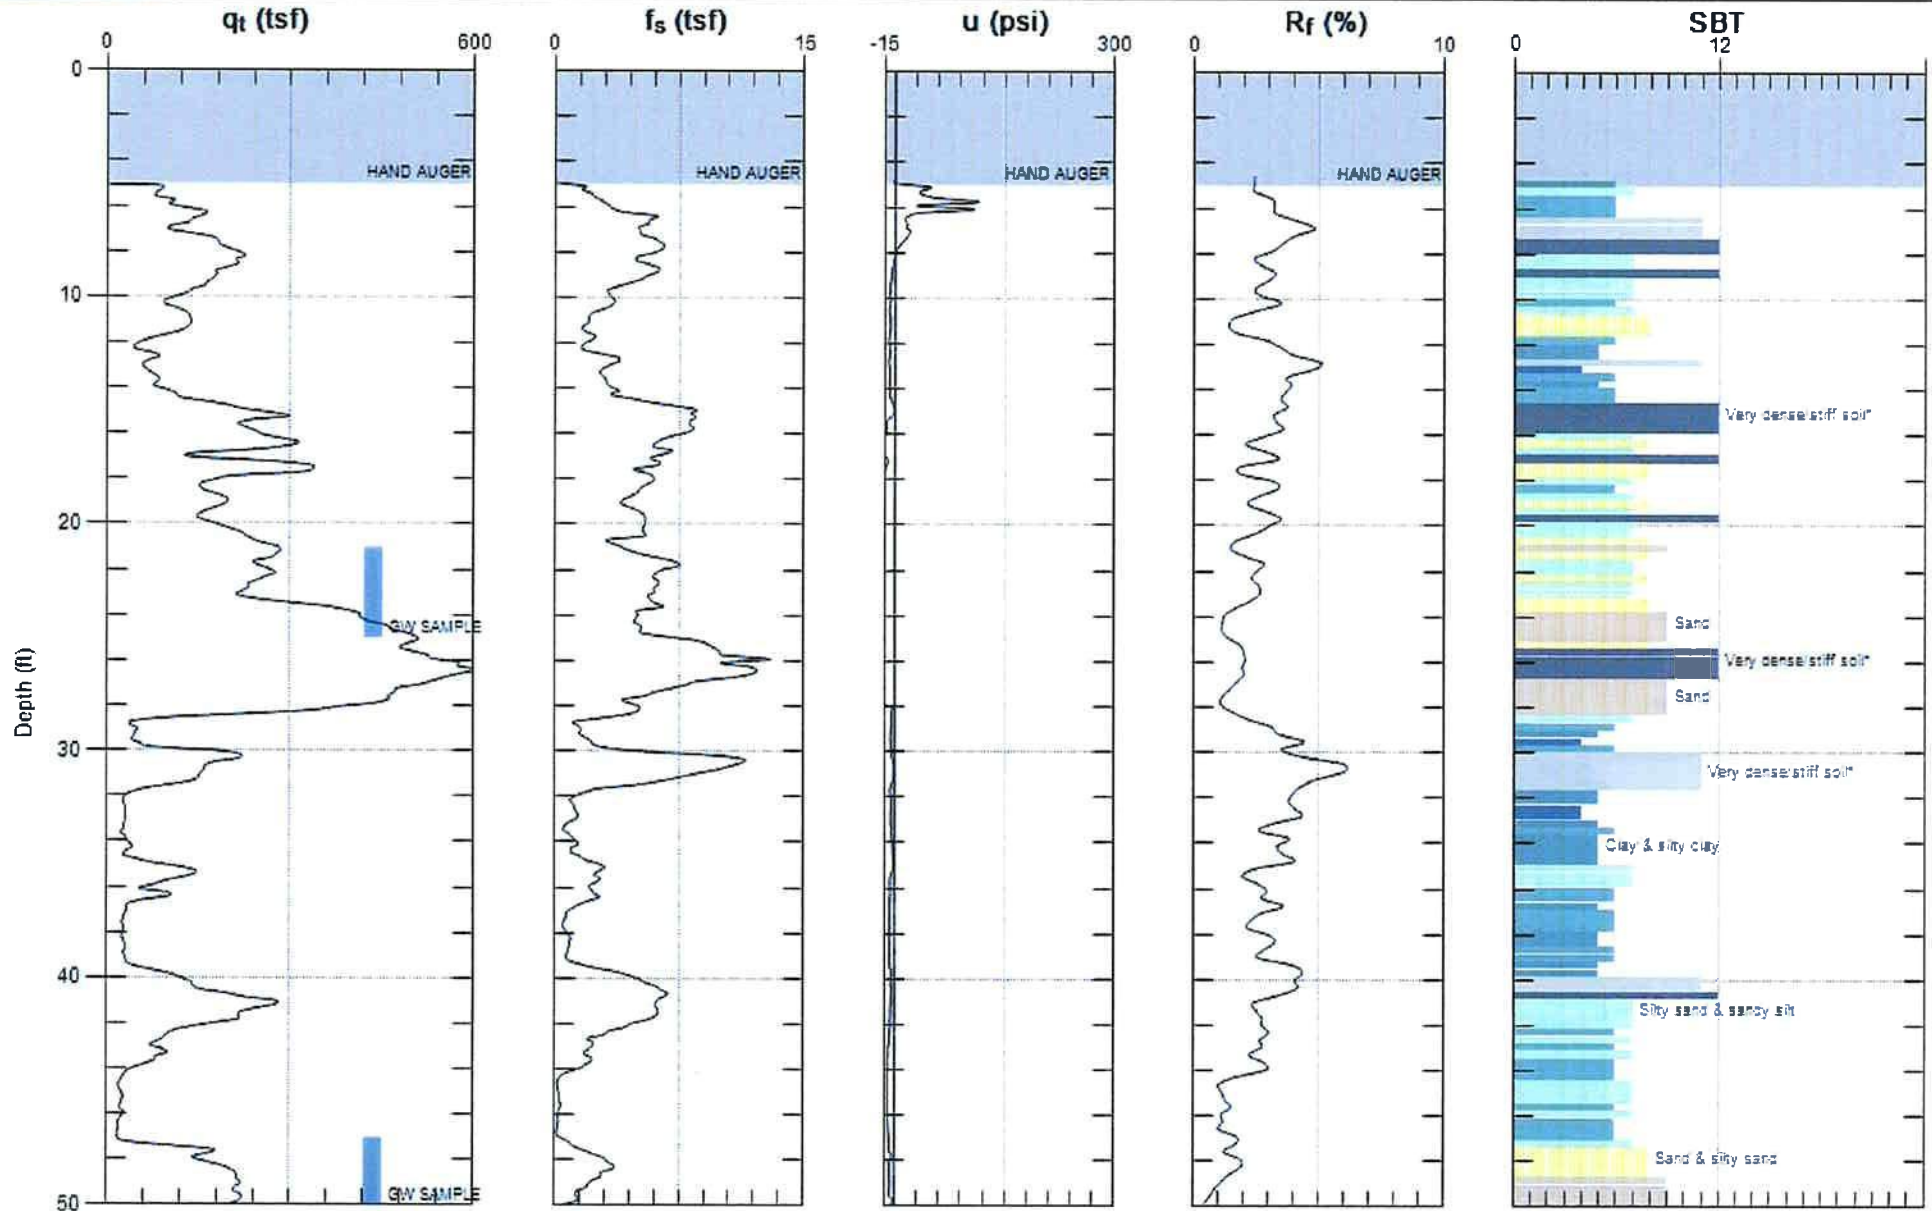 qt (tsf)
fs (tsf)
u (psi)
Rf (%)
SBT
0 600
0 15
-15 300
0 10
0 12
0
HAND AUGER
HAND AUGER
HAND AUGER
HAND AUGER
10
Very dense/stiff soil*
20
GW SAMPLE
Sand
Very dense/stiff soil*
Sand
Depth (ft)
30
Very dense/stiff soil*
Clay & silty clay
40
Silty sand & sandy silt
Sand & silty sand
GW SAMPLE
50